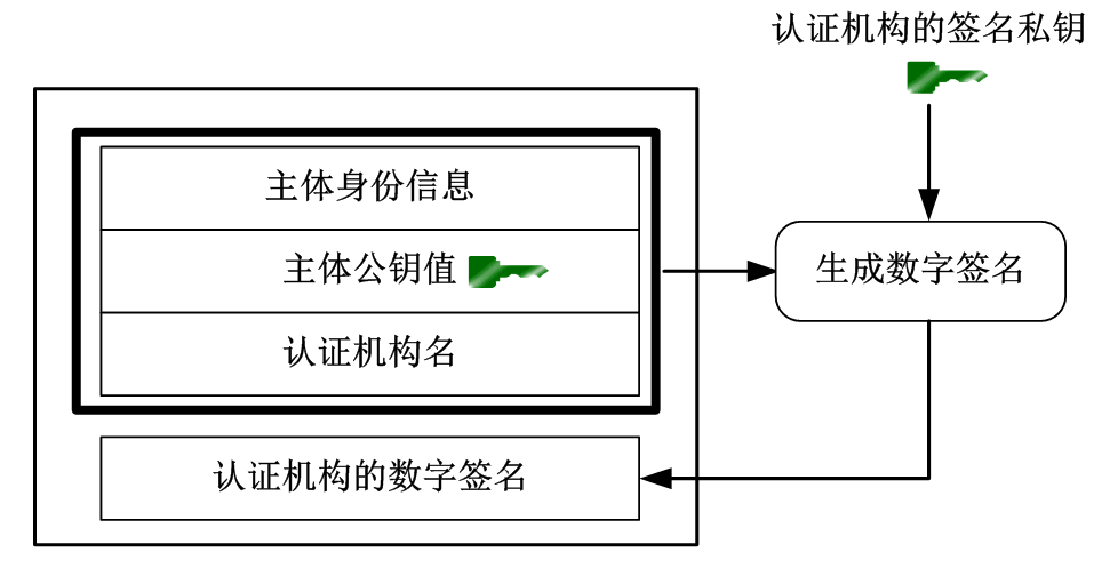 认证机构的签名私钥
主体身份信息
主体公钥值
生成数字签名
认证机构名
认证机构的数字签名